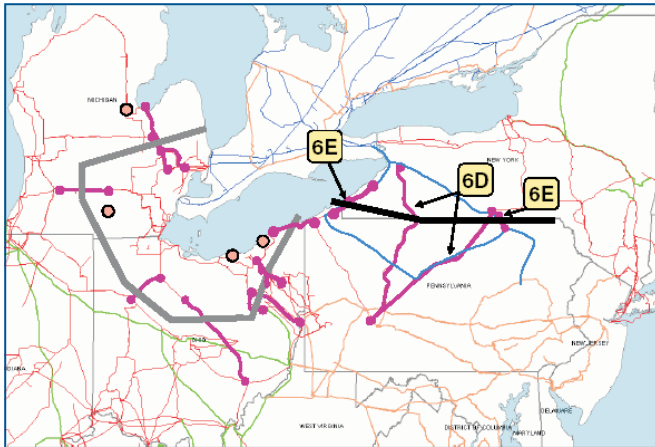 MICHIGAN
6E
NEW YORK
6D
6E
PENNSYLVANIA
OHIO
NEW JERSEY
WEST VIRGINIA
DISTRICT OF COLUMBIA
DELAWARE
MARYLAND